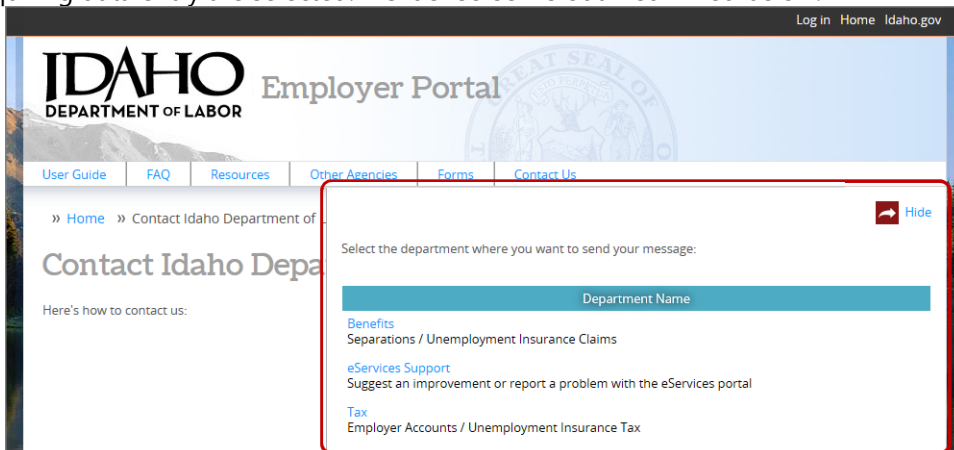 Log in Home Idaho.gov
IDAHO
DEPARTMENT OF LABOR
Employer Portal
GREAT SEAL OF
User Guide FAQ Resources Other Agencies Forms Contact Us
» Home » Contact Idaho Department of
Hide
Select the department where you want to send your message:
Contact Idaho Depa
Here's how to contact us:
Department Name
Benefits
Separations / Unemployment Insurance Claims
eServices Support
Suggest an improvement or report a problem with the eServices portal
Tax
Employer Accounts / Unemployment Insurance Tax